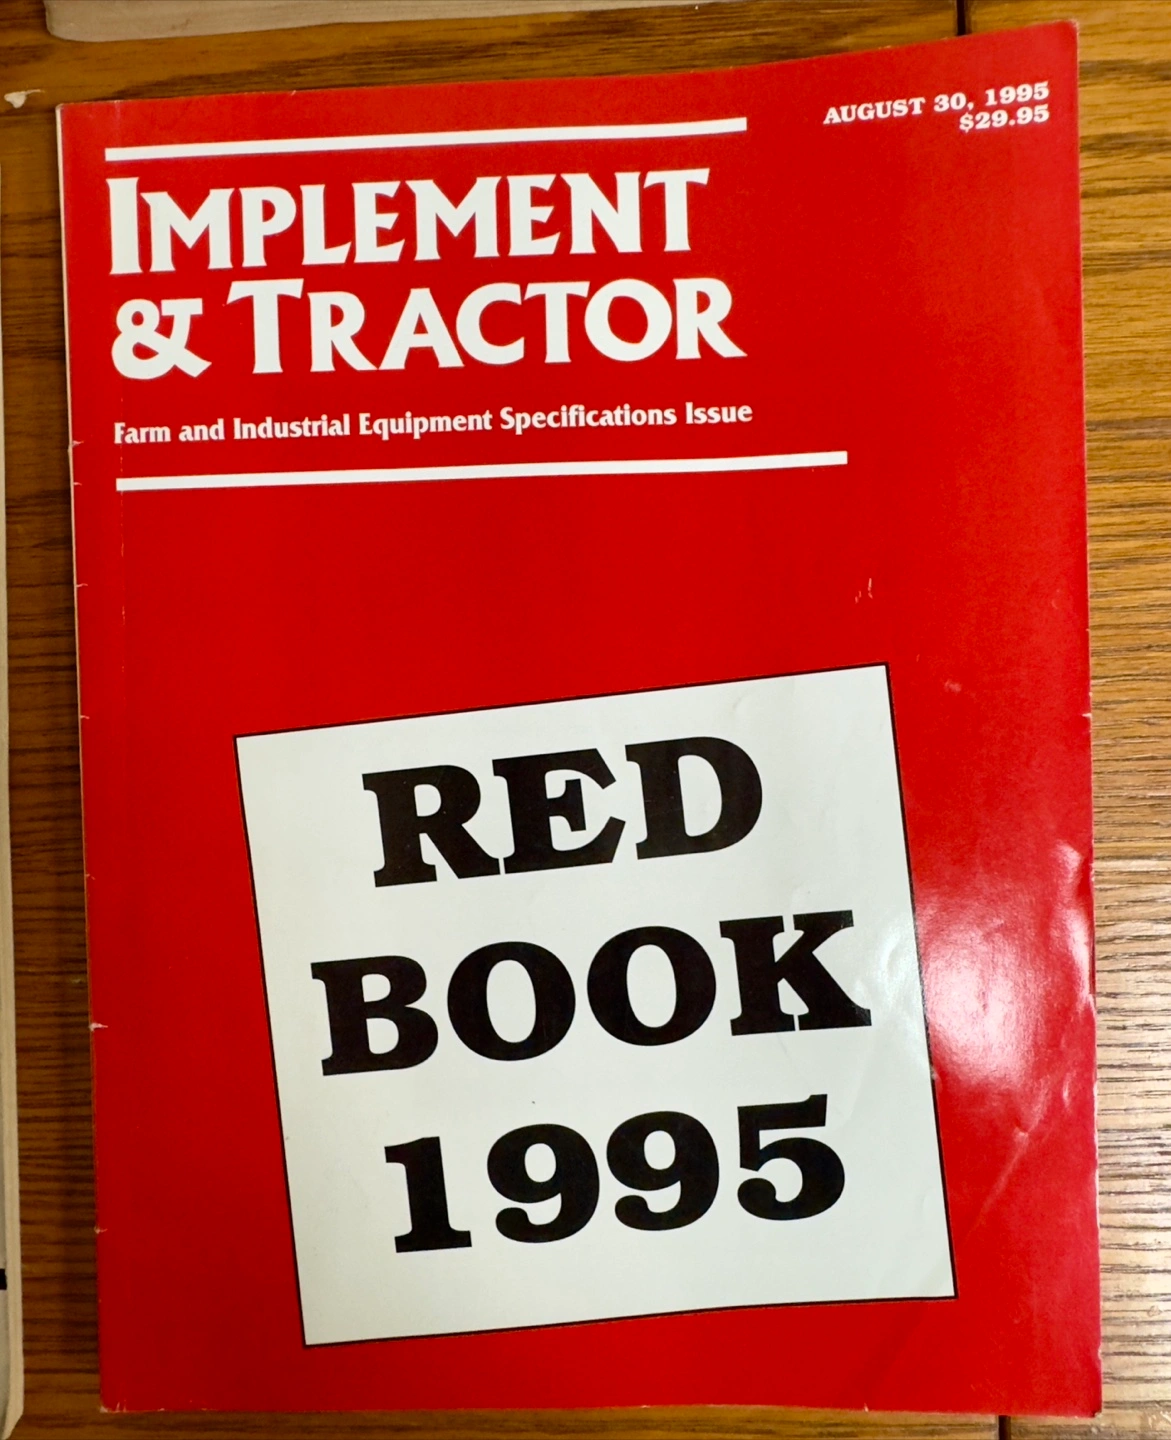 AUGUST 30, 1995
$29.95
IMPLEMENT
& TRACTOR
Farm and Industrial Equipment Specifications Issue
RED
BOOK
1995